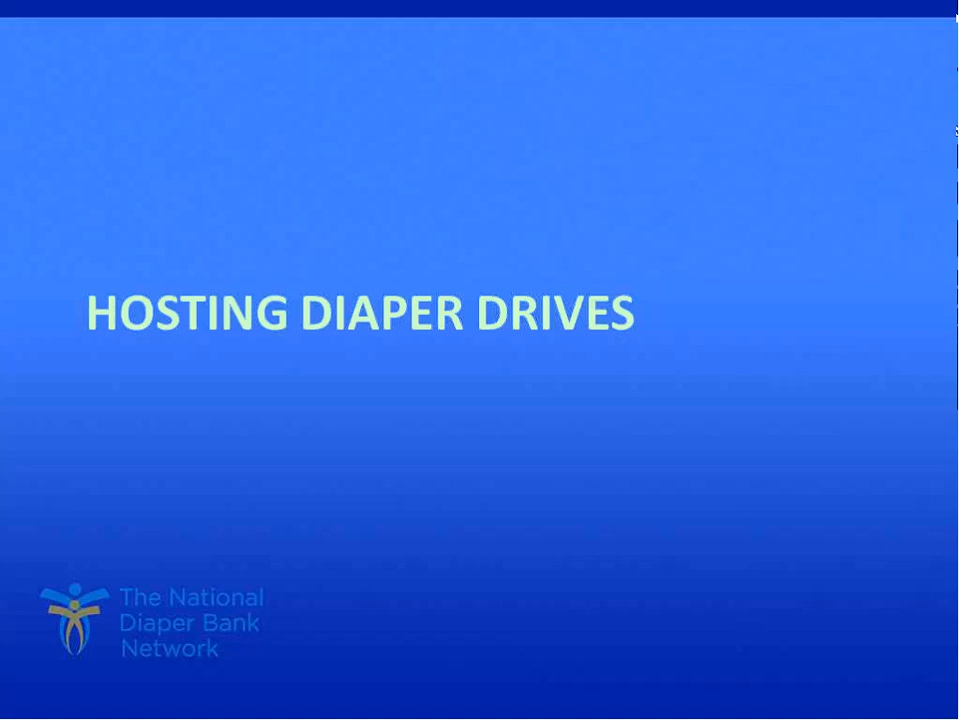 HOSTING DIAPER DRIVES
The National
Diaper Bank
Network